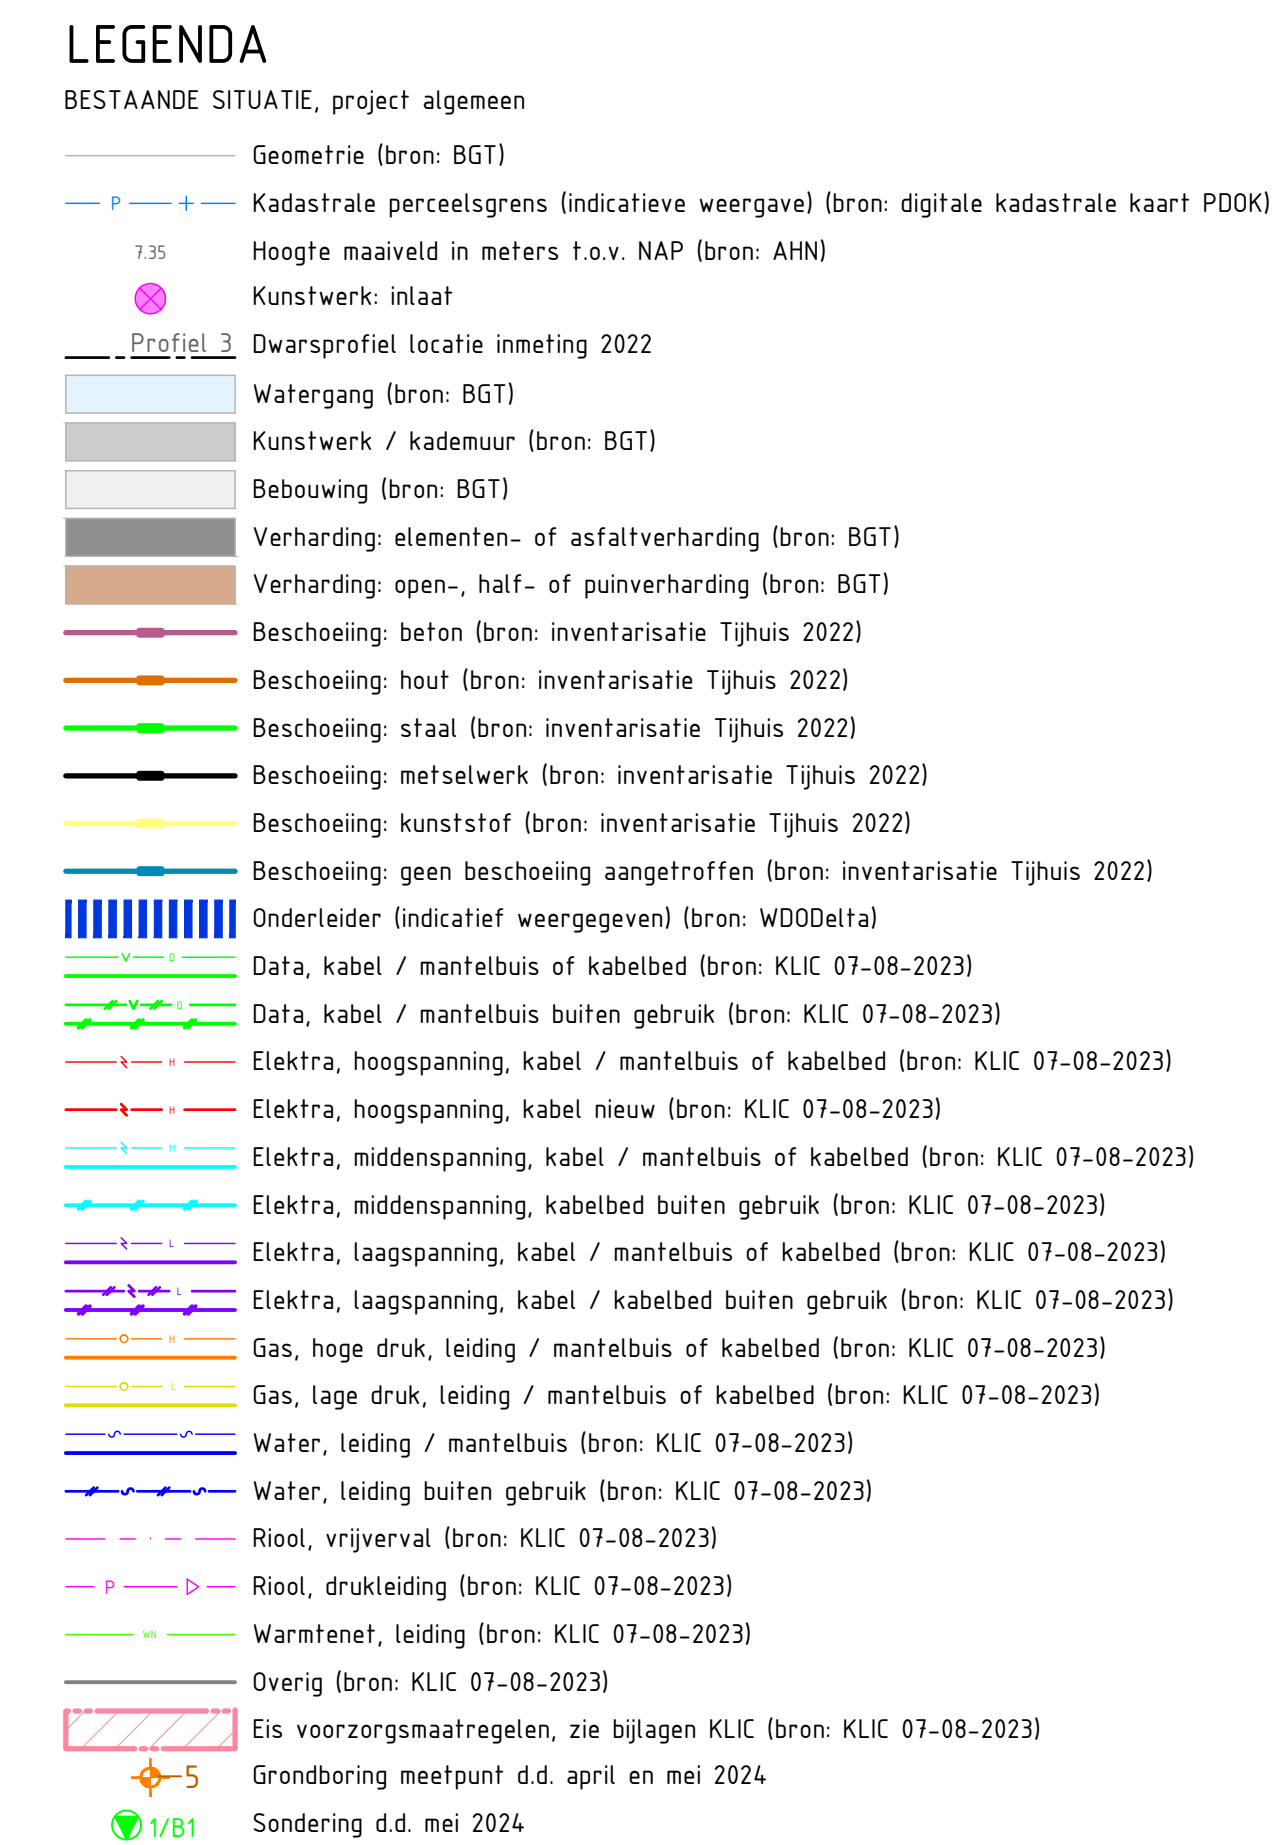 LEGENDA
BESTAANDE SITUATIE, project algemeen
Geometrie (bron: BGT)
P Kadastrale perceelsgrens (indicatieve weergave) (bron: digitale kadastrale kaart PDOK)
7.35 Hoogte maaiveld in meters t.o.v. NAP (bron: AHN)
Kunstwerk: inlaat
Profiel 3 Dwarsprofiel locatie inmeting 2022
Watergang (bron: BGT)
Kunstwerk / kademuur (bron: BGT)
Bebouwing (bron: BGT)
Verharding: elementen- of asfaltverharding (bron: BGT)
Verharding: open-, half- of puinverharding (bron: BGT)
Beschoeiing: beton (bron: inventarisatie Tijhuis 2022)
Beschoeiing: hout (bron: inventarisatie Tijhuis 2022)
Beschoeiing: staal (bron: inventarisatie Tijhuis 2022)
Beschoeiing: metselwerk (bron: inventarisatie Tijhuis 2022)
Beschoeiing: kunststof (bron: inventarisatie Tijhuis 2022)
Beschoeiing: geen beschoeiing aangetroffen (bron: inventarisatie Tijhuis 2022)
Onderleider (indicatief weergegeven) (bron: WDODelta)
V D Data, kabel / mantelbuis of kabelbed (bron: KLIC 07-08-2023)
V D Data, kabel / mantelbuis buiten gebruik (bron: KLIC 07-08-2023)
H Elektra, hoogspanning, kabel / mantelbuis of kabelbed (bron: KLIC 07-08-2023)
H Elektra, hoogspanning, kabel nieuw (bron: KLIC 07-08-2023)
M Elektra, middenspanning, kabel / mantelbuis of kabelbed (bron: KLIC 07-08-2023)
Elektra, middenspanning, kabelbed buiten gebruik (bron: KLIC 07-08-2023)
L Elektra, laagspanning, kabel / mantelbuis of kabelbed (bron: KLIC 07-08-2023)
L Elektra, laagspanning, kabel / kabelbed buiten gebruik (bron: KLIC 07-08-2023)
H Gas, hoge druk, leiding / mantelbuis of kabelbed (bron: KLIC 07-08-2023)
L Gas, lage druk, leiding / mantelbuis of kabelbed (bron: KLIC 07-08-2023)
Water, leiding / mantelbuis (bron: KLIC 07-08-2023)
Water, leiding buiten gebruik (bron: KLIC 07-08-2023)
Riool, vrijverval (bron: KLIC 07-08-2023)
P Riool, drukleiding (bron: KLIC 07-08-2023)
WN Warmtenet, leiding (bron: KLIC 07-08-2023)
Overig (bron: KLIC 07-08-2023)
Eis voorzorgsmaatregelen, zie bijlagen KLIC (bron: KLIC 07-08-2023)
5 Grondboring meetpunt d.d. april en mei 2024
1/B1 Sondering d.d. mei 2024